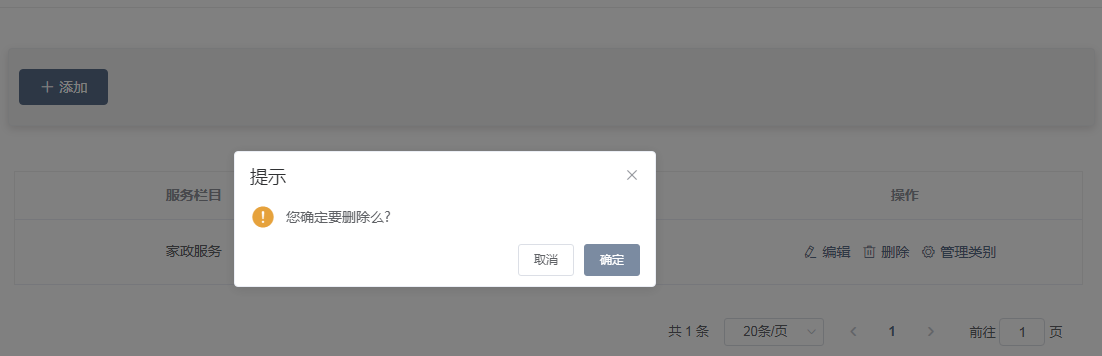 添加
提示
您确定要删除么?
取消 确定
服务栏目 操作
家政服务 编辑 删除 管理类别
共 1 条 20条/页 1 前往 1 页